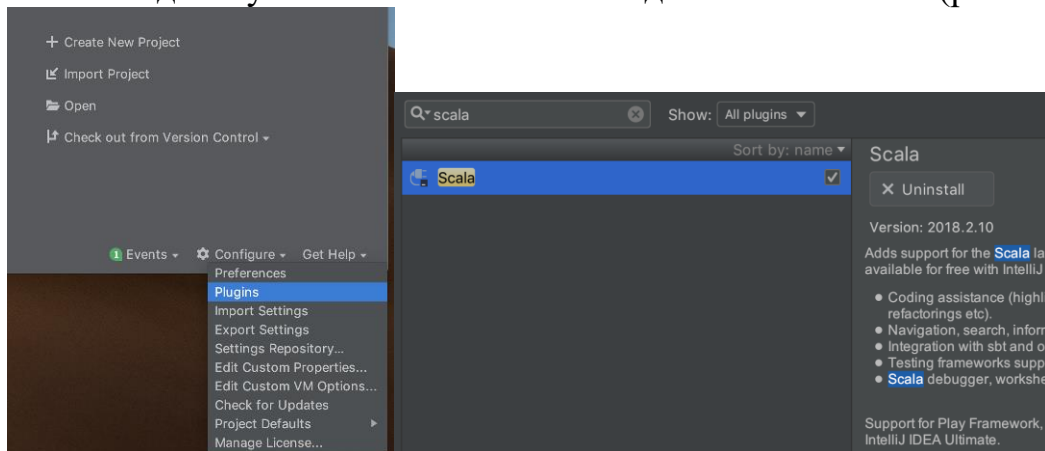 + Create New Project
Import Project
Open
Check out from Version Control
1 Events
Configure
Get Help
Preferences
Plugins
Import Settings
Export Settings
Settings Repository...
Edit Custom Properties...
Edit Custom VM Options...
Check for Updates
Project Defaults
Manage License...
scala
Show: All plugins
Sort by: name
Scala
Scala
X Uninstall
Version: 2018.2.10
Adds support for the Scala la
available for free with IntelliJ
• Coding assistance (highli
refactorings etc).
• Navigation, search, inforr
• Integration with sbt and o
• Testing frameworks supp
• Scala debugger, workshe
Support for Play Framework,
IntelliJ IDEA Ultimate.